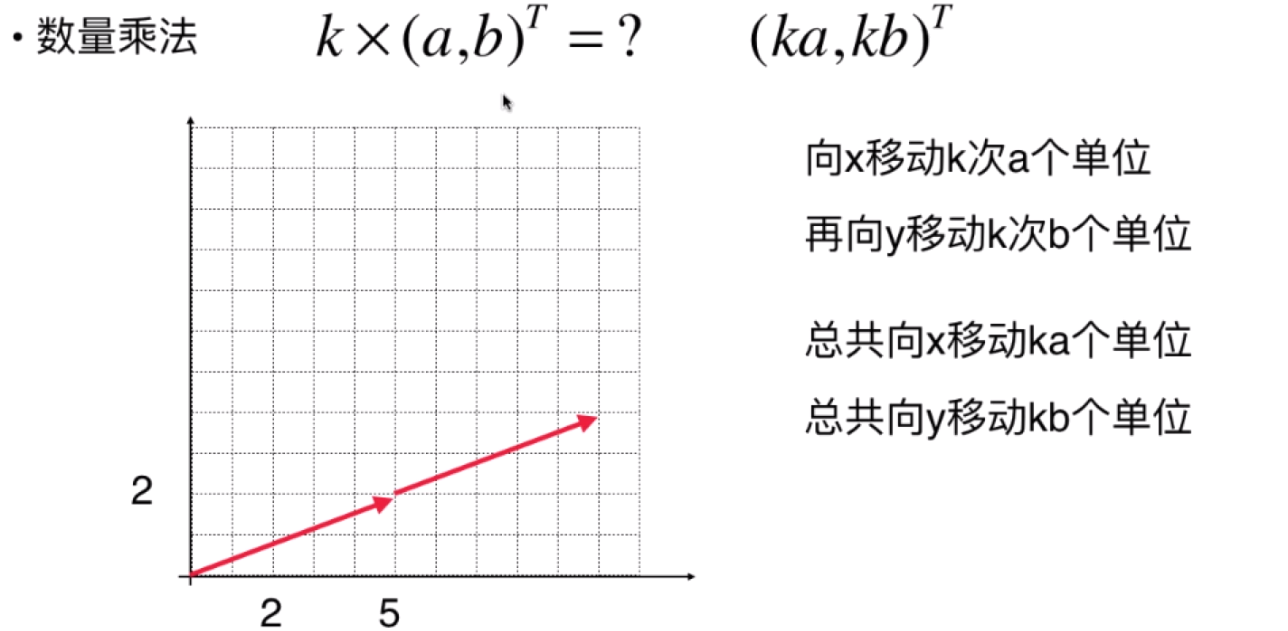 • 数量乘法 k×(a,b)^T = ? (ka,kb)^T
向x移动k次a个单位
再向y移动k次b个单位
总共向x移动ka个单位
总共向y移动kb个单位
2
2 5